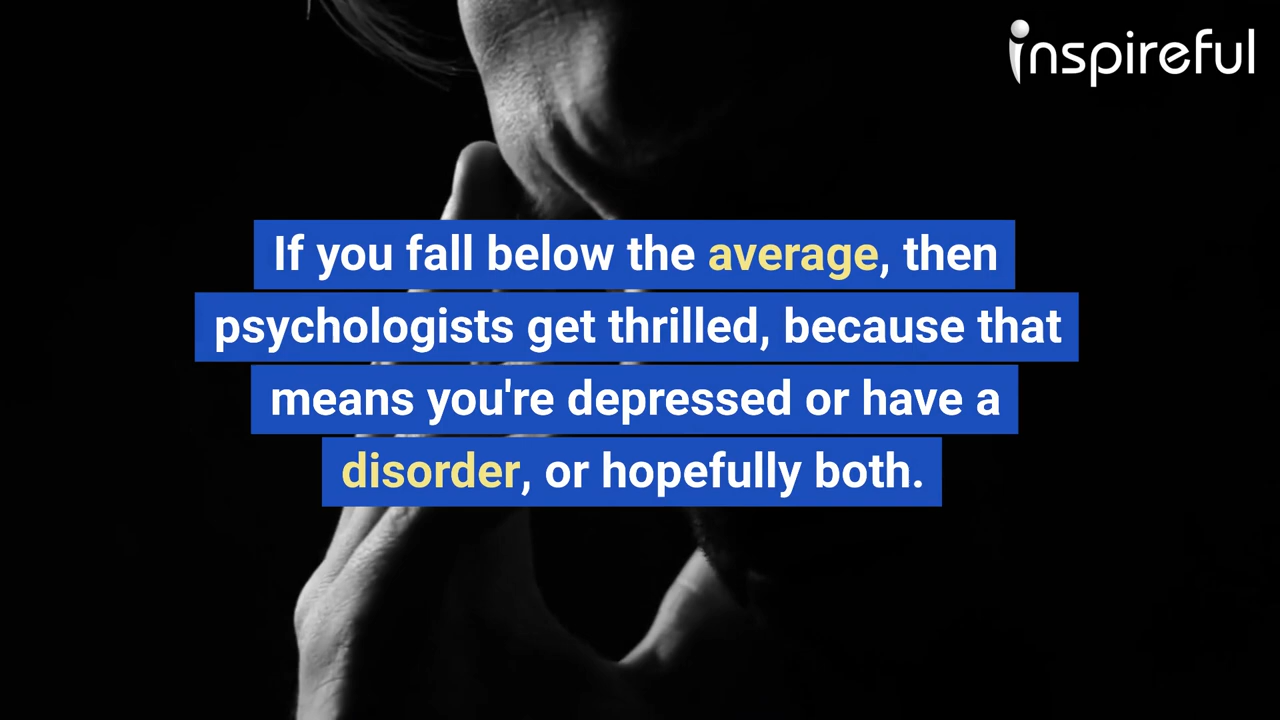 inspireful
If you fall below the average, then
psychologists get thrilled, because that
means you're depressed or have a
disorder, or hopefully both.